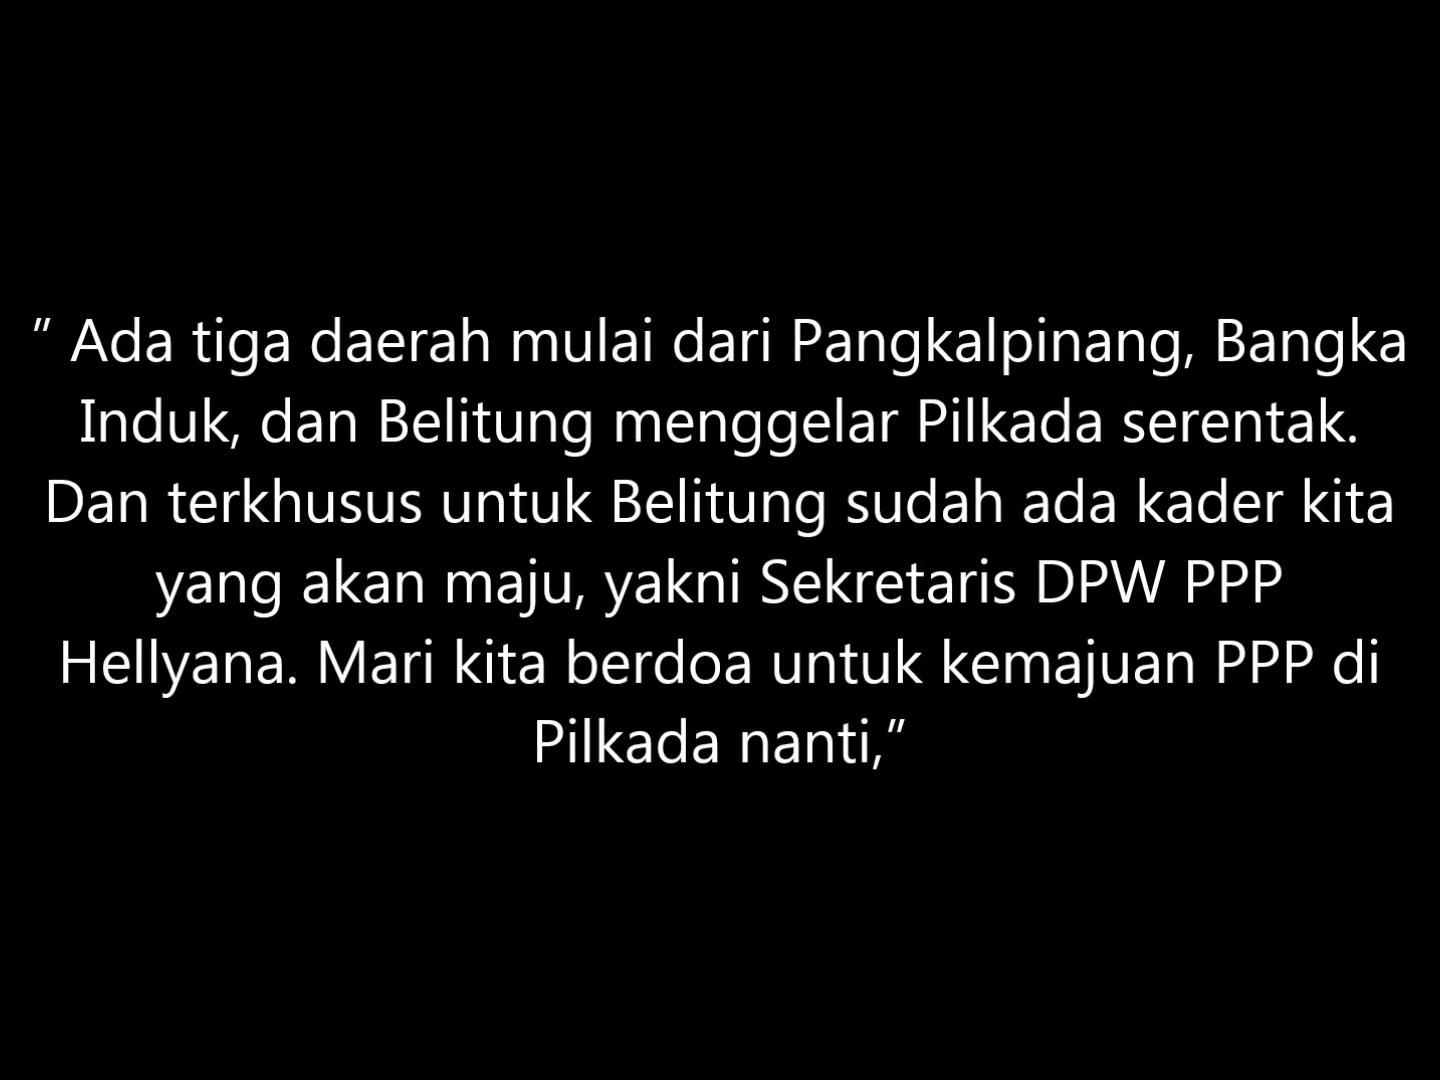 ” Ada tiga daerah mulai dari Pangkalpinang, Bangka
Induk, dan Belitung menggelar Pilkada serentak.
Dan terkhusus untuk Belitung sudah ada kader kita
yang akan maju, yakni Sekretaris DPW PPP
Hellyana. Mari kita berdoa untuk kemajuan PPP di
Pilkada nanti,”